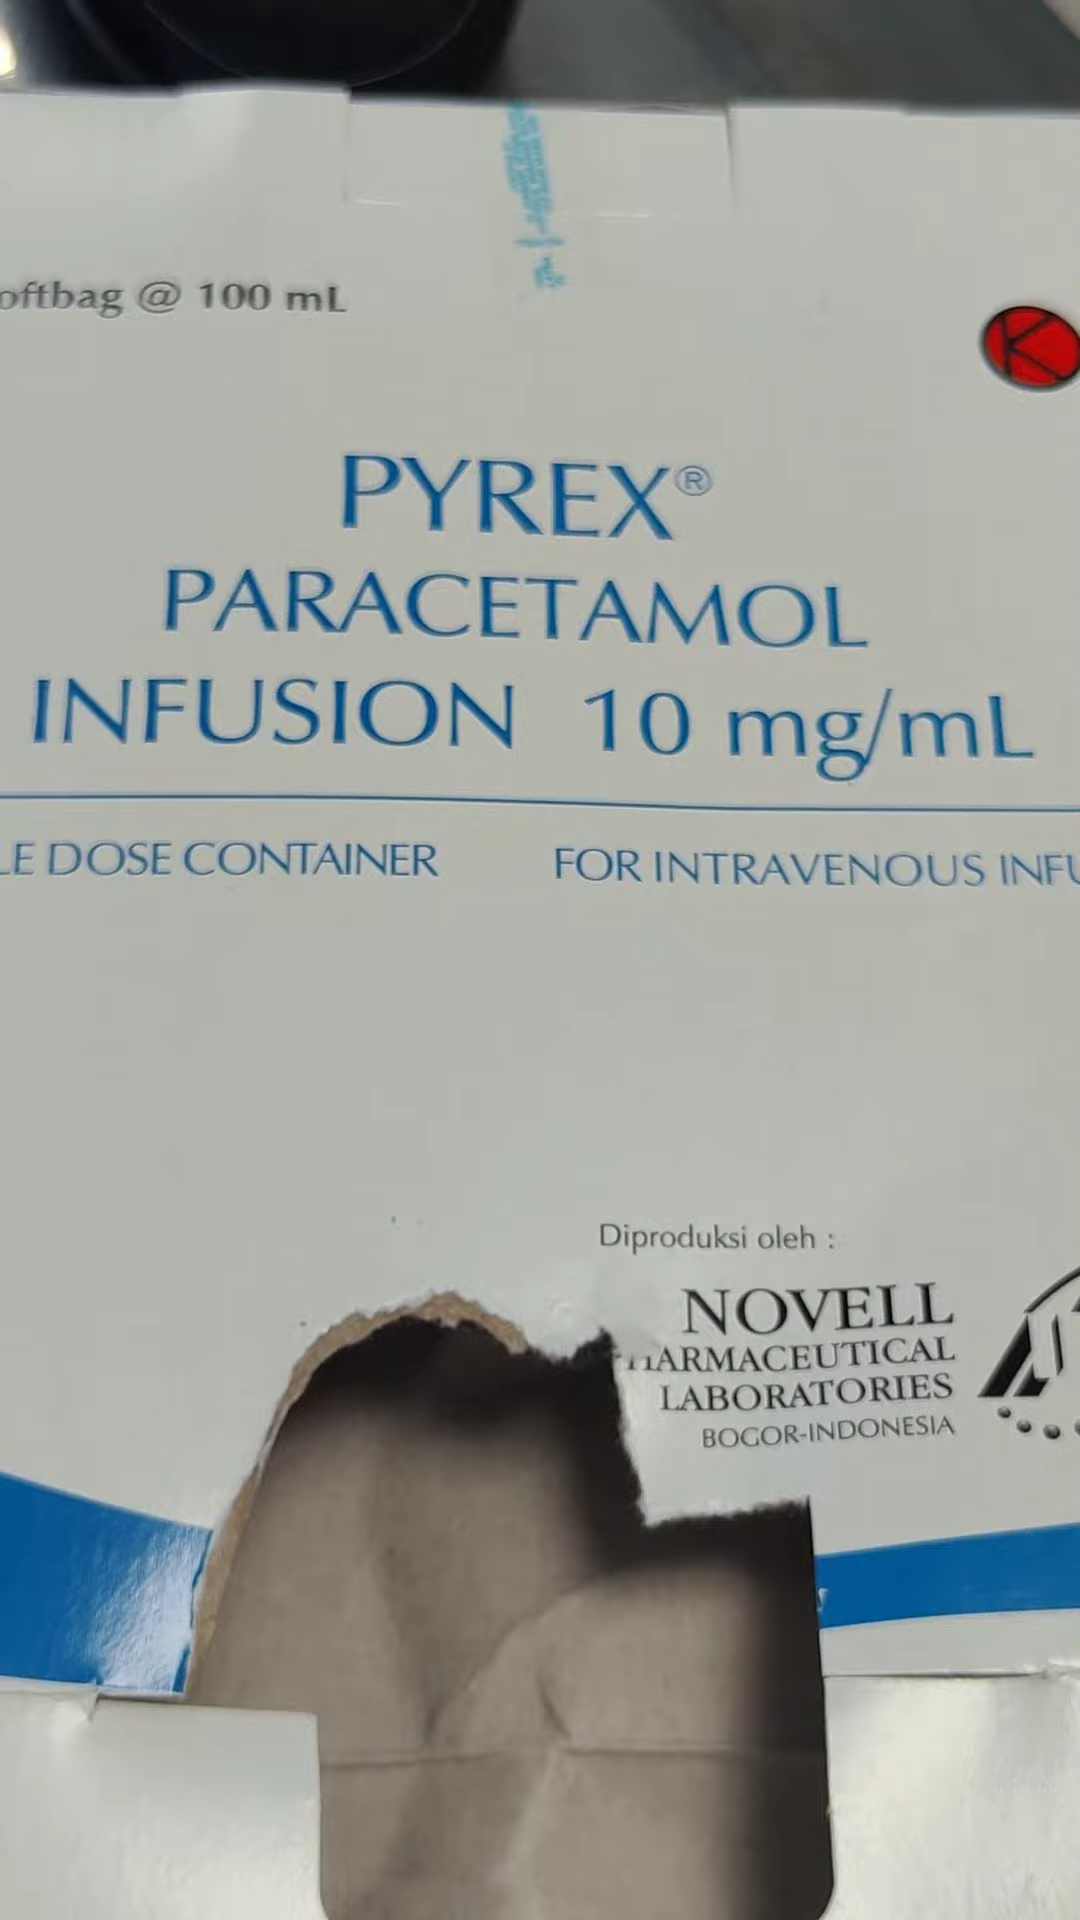 oftbag @ 100 mL
K
PYREX®
PARACETAMOL
INFUSION 10 mg/mL
LE DOSE CONTAINER FOR INTRAVENOUS INFU
Diproduksi oleh :
NOVELL
HARMACEUTICAL
LABORATORIES
BOGOR-INDONESIA